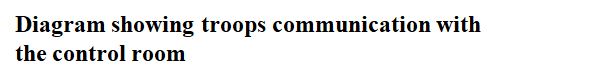 Diagram showing troops communication with
the control room